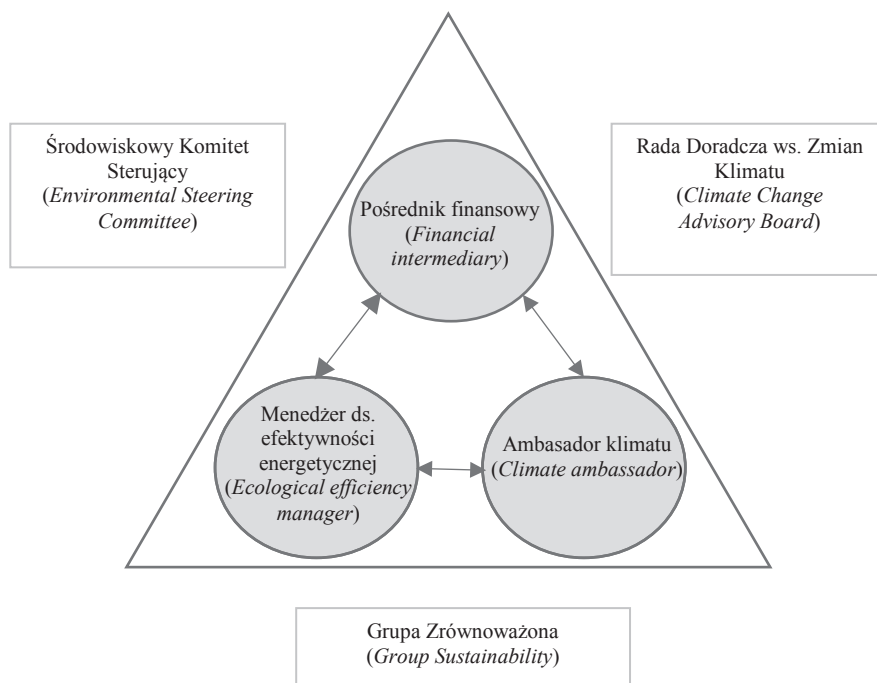 Środowiskowy Komitet
Sterujący
(Environmental Steering
Committee)
Rada Doradcza ws. Zmian
Klimatu
(Climate Change
Advisory Board)
Pośrednik finansowy
(Financial
intermediary)
Menedżer ds.
efektywności
energetycznej
(Ecological efficiency
manager)
Ambasador klimatu
(Climate ambassador)
Grupa Zrównoważona
(Group Sustainability)